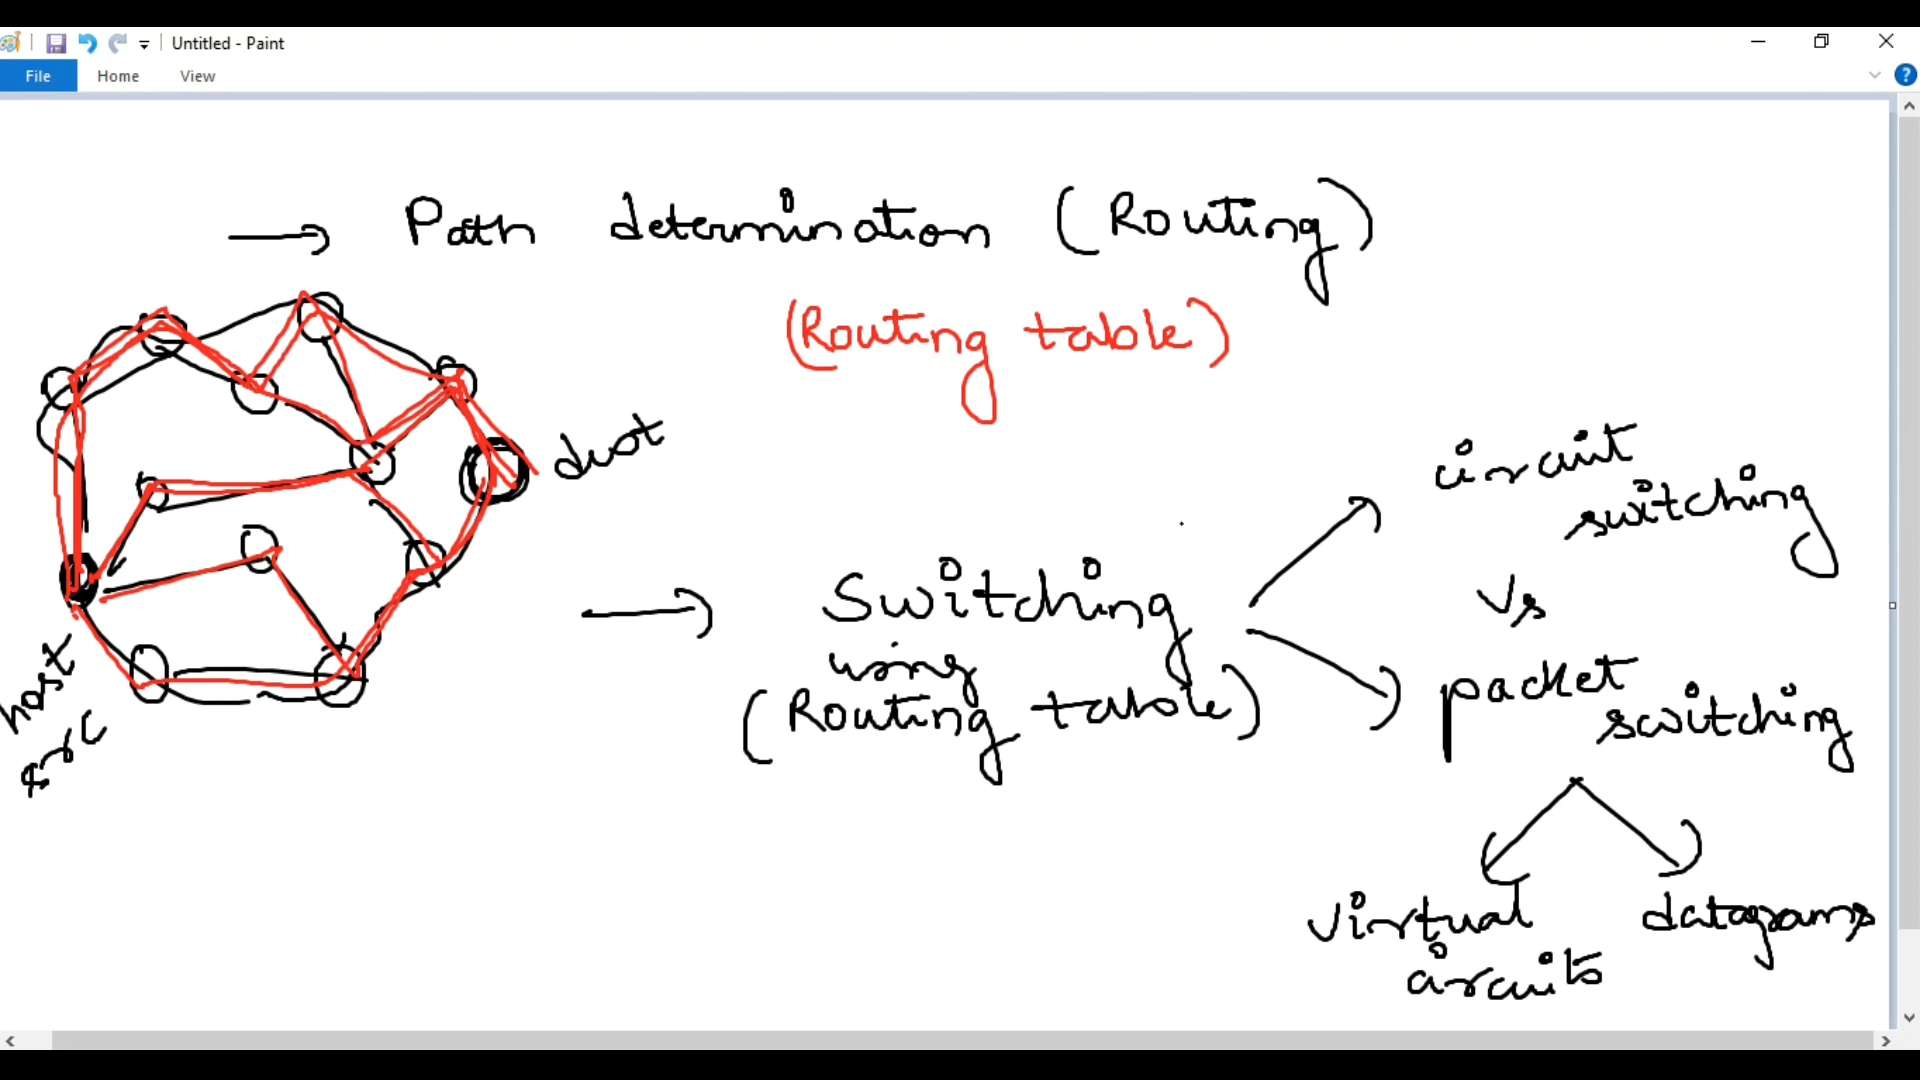 Untitled - Paint
File Home View
Path determination (Routing)
(Routing table)
dest
host
src
Switching
using
(Routing table)
circuit
switching
Vs
packet
switching
virtual
circuits
datagrams